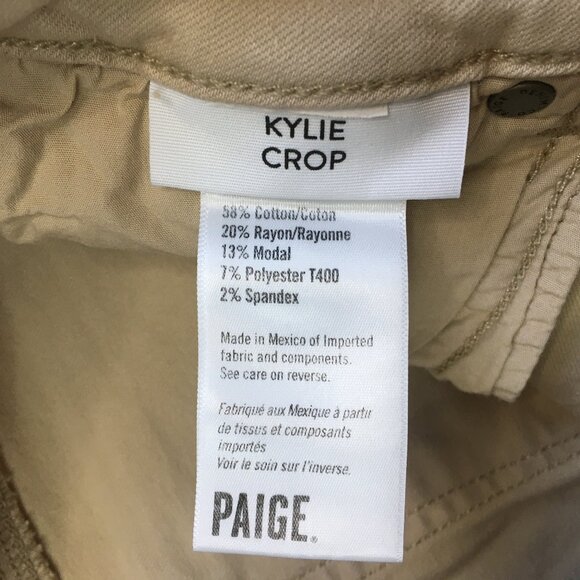 KYLIE
CROP
58% Cotton/Coton
20% Rayon/Rayonne
13% Modal
7% Polyester T400
2% Spandex
Made in Mexico of Imported
fabric and components.
See care on reverse.
Fabriqué aux Mexique à partir
de tissus et composants
importés
Voir le soin sur l'inverse.
PAIGE.